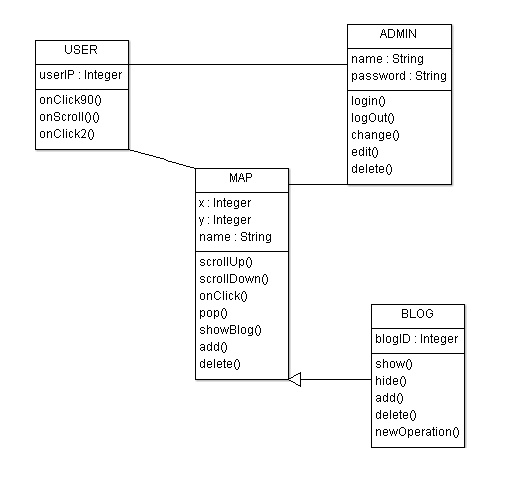 USER
userIP : Integer
onClick90()
onScroll()()
onClick2()
ADMIN
name : String
password : String
login()
logOut()
change()
edit()
delete()
MAP
x : Integer
y : Integer
name : String
scrollUp()
scrollDown()
onClick()
pop()
showBlog()
add()
delete()
BLOG
blogID : Integer
show()
hide()
add()
delete()
newOperation()